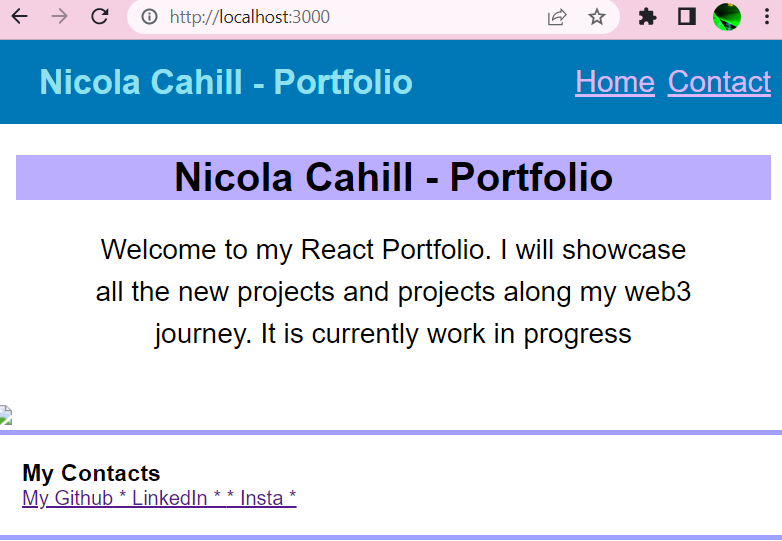 http://localhost:3000
Nicola Cahill - Portfolio
Home Contact
Nicola Cahill - Portfolio
Welcome to my React Portfolio. I will showcase
all the new projects and projects along my web3
journey. It is currently work in progress
My Contacts
My Github * LinkedIn * * Insta *